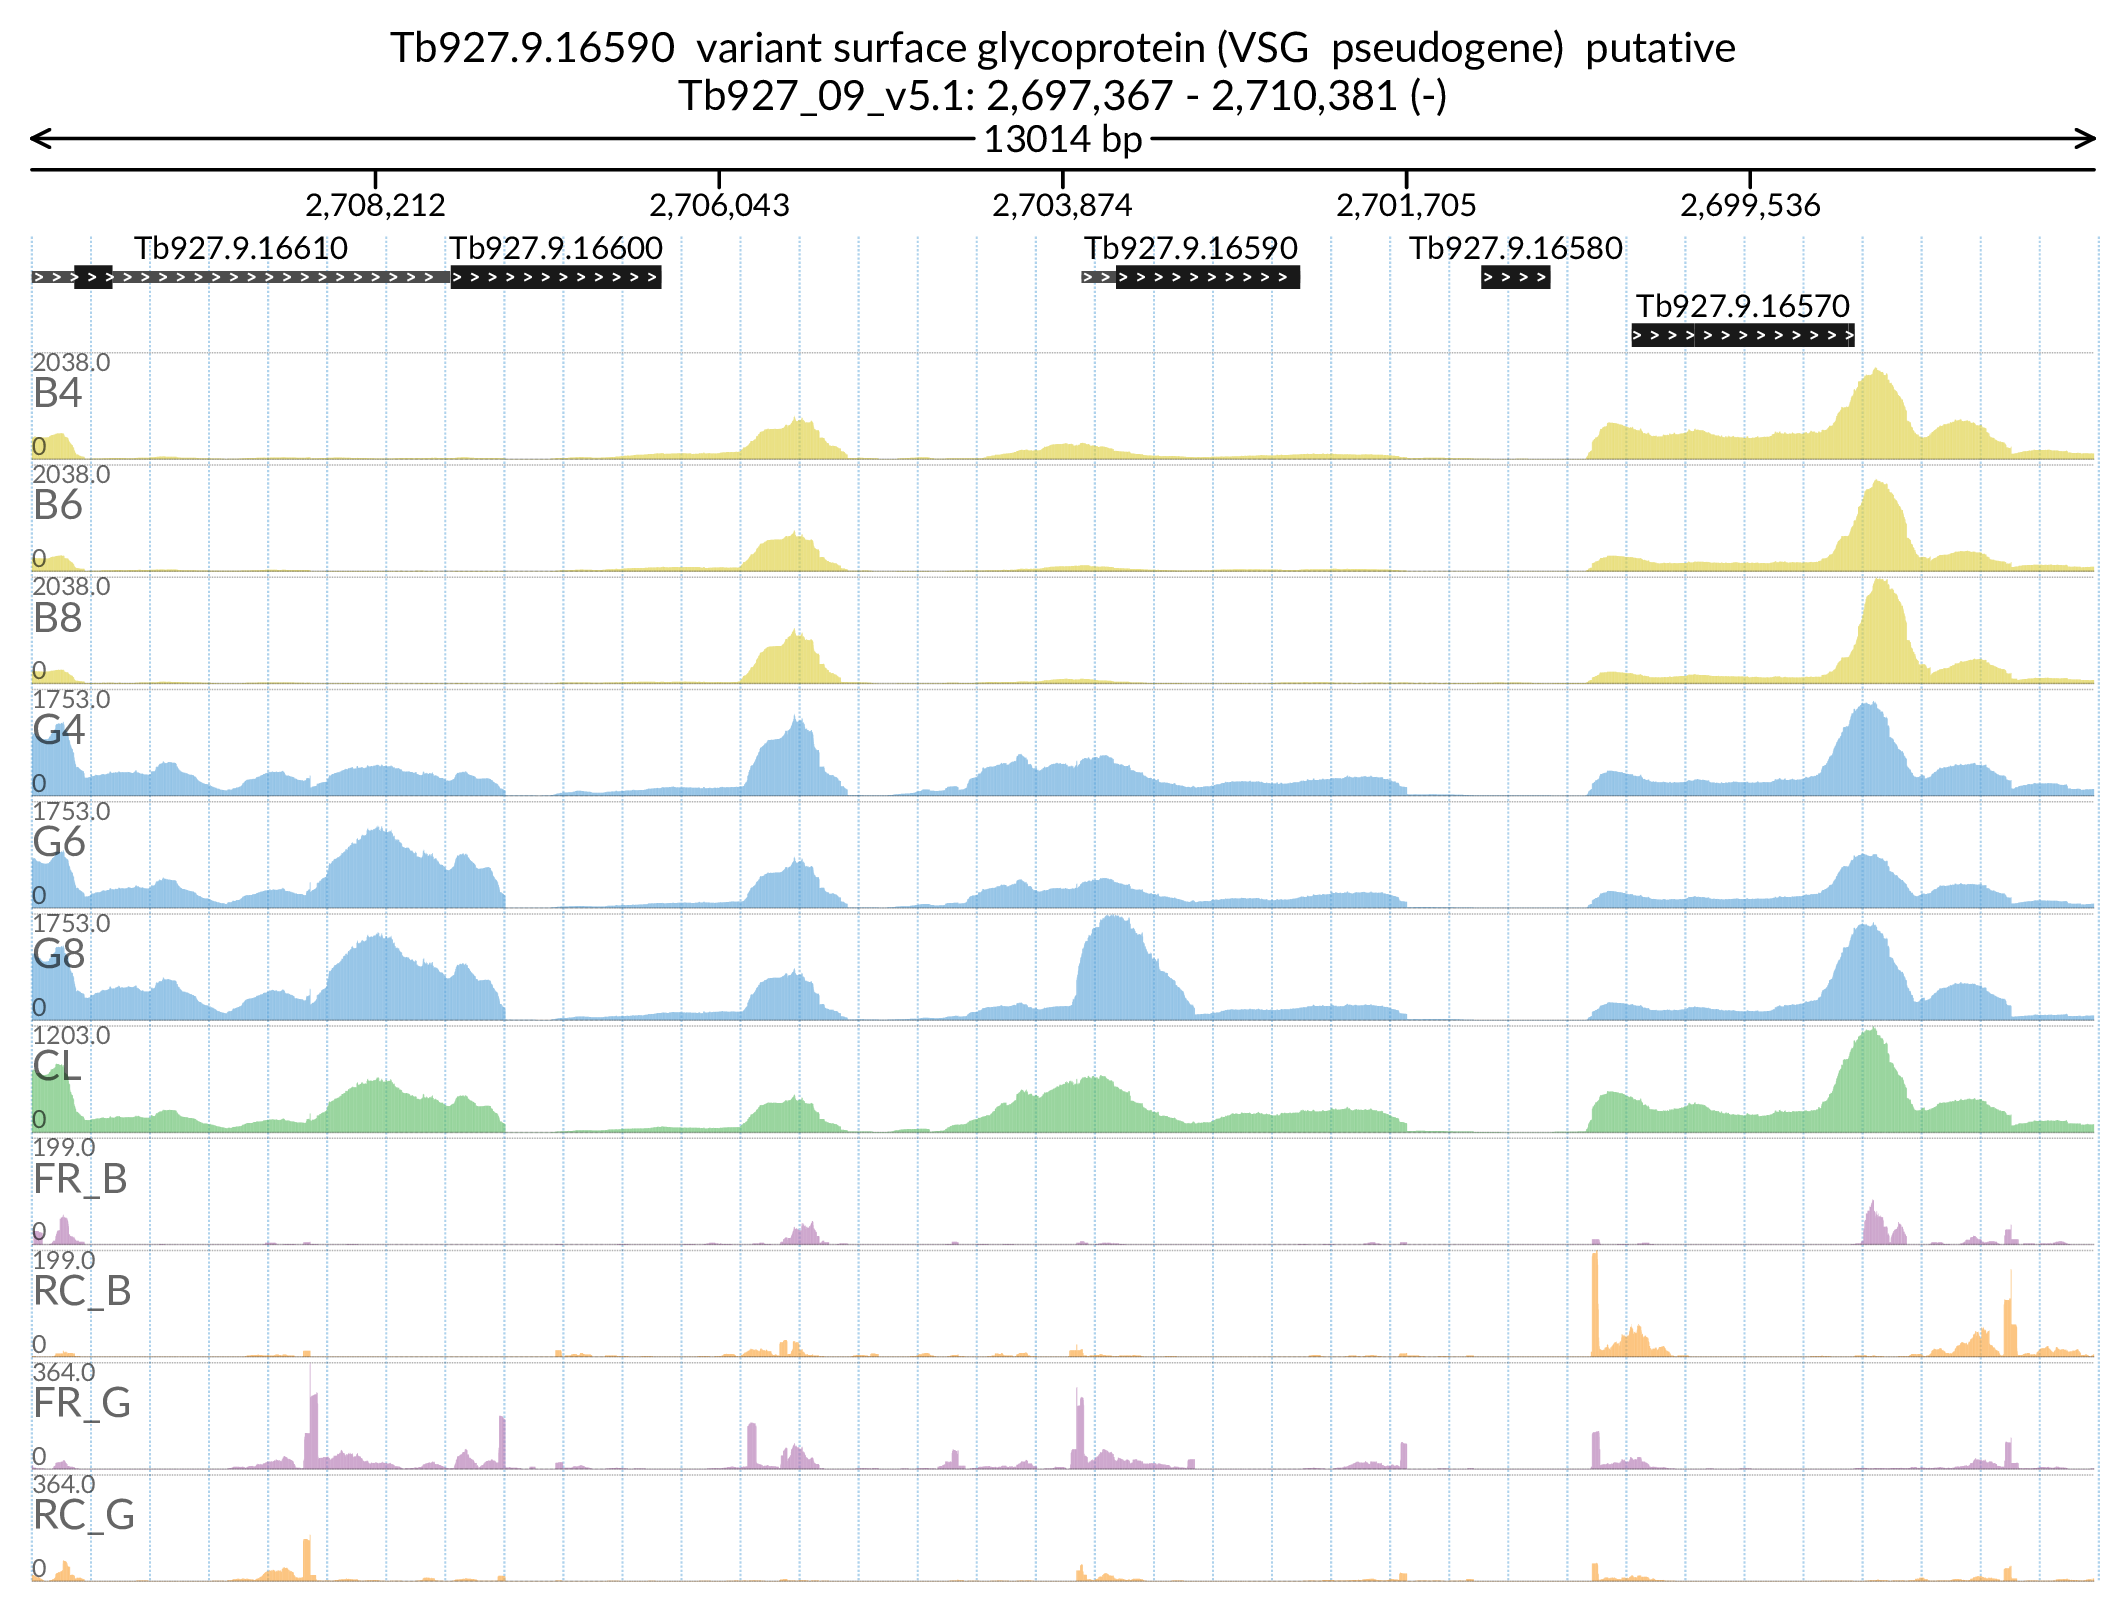 Tb927.9.16590  variant surface glycoprotein (VSG  pseudogene)  putative
Tb927_09_v5.1: 2,697,367 - 2,710,381 (-)
13014 bp
2,708,212 2,706,043 2,703,874 2,701,705 2,699,536
Tb927.9.16610 Tb927.9.16600 Tb927.9.16590 Tb927.9.16580
Tb927.9.16570
2038.0
B4
0
2038.0
B6
0
2038.0
B8
0
1753.0
G4
0
1753.0
G6
0
1753.0
G8
0
1203.0
CL
0
199.0
FR_B
0
199.0
RC_B
0
364.0
FR_G
0
364.0
RC_G
0